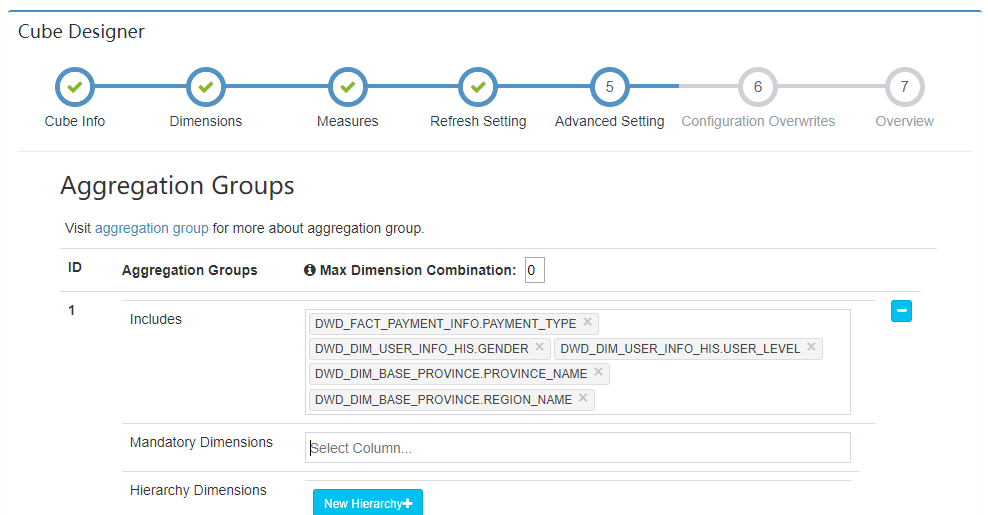 Cube Designer
5 6 7
Cube Info Dimensions Measures Refresh Setting Advanced Setting Configuration Overwrites Overview
Aggregation Groups
Visit aggregation group for more about aggregation group.
ID Aggregation Groups Max Dimension Combination: 0
1 Includes DWD_FACT_PAYMENT_INFO.PAYMENT_TYPE
DWD_DIM_USER_INFO_HIS.GENDER DWD_DIM_USER_INFO_HIS.USER_LEVEL
DWD_DIM_BASE_PROVINCE.PROVINCE_NAME
DWD_DIM_BASE_PROVINCE.REGION_NAME
Mandatory Dimensions Select Column...
Hierarchy Dimensions
New Hierarchy+